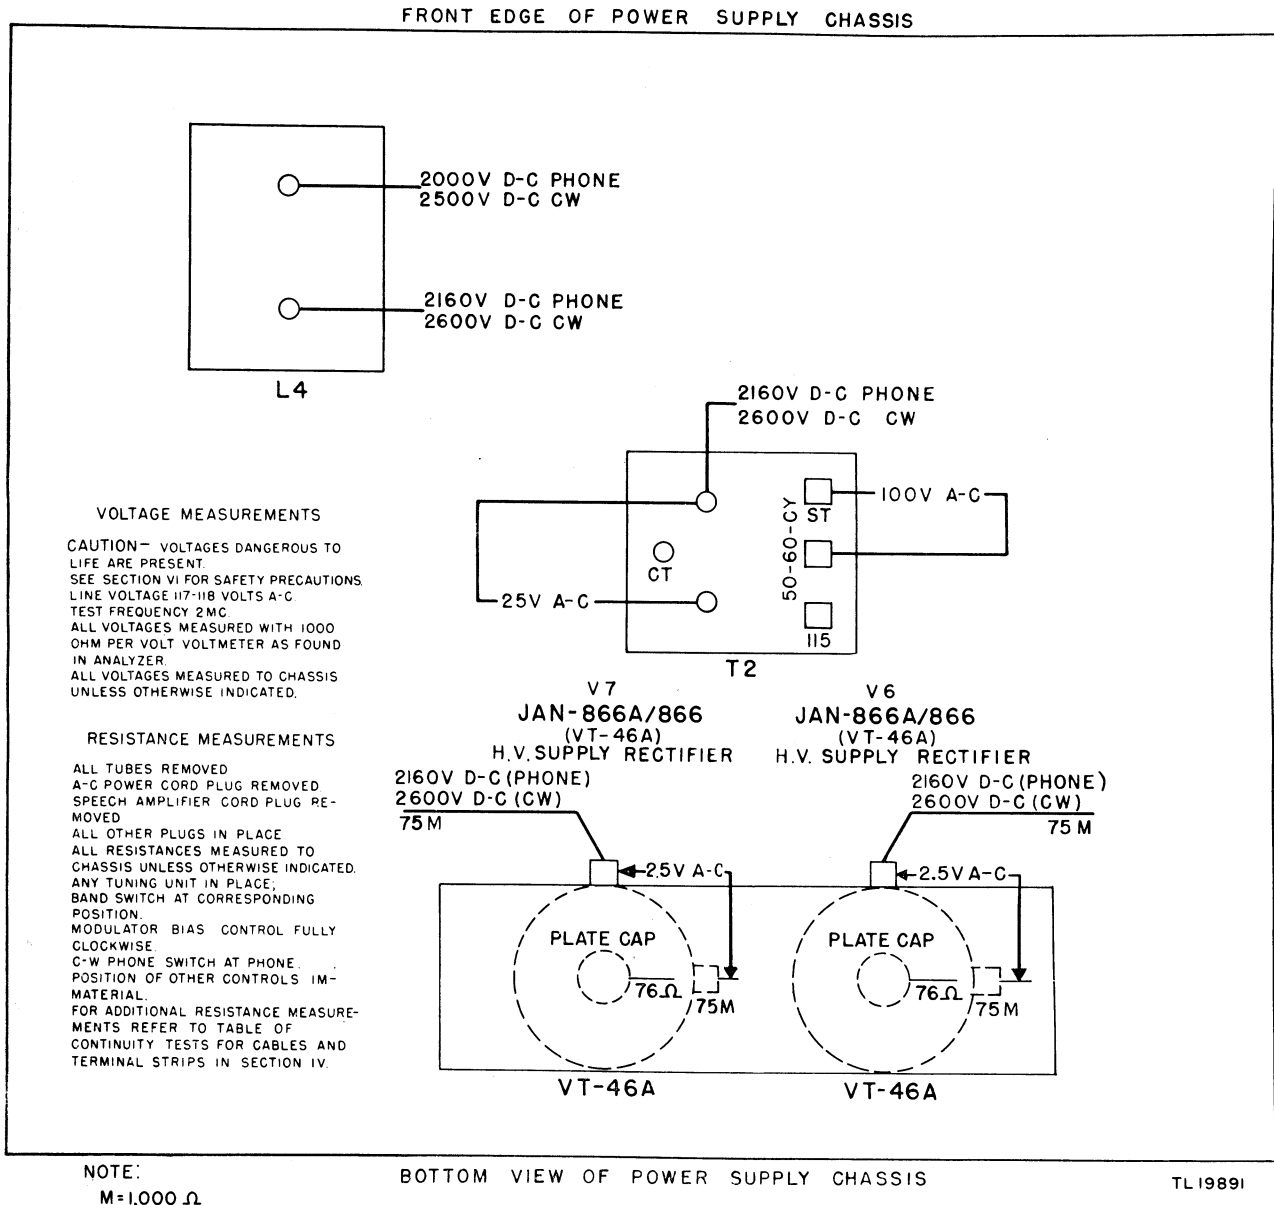 FRONT EDGE OF POWER SUPPLY CHASSIS
2000V D-C PHONE
2500V D-C CW
2160V D-C PHONE
2600V D-C CW
L4
2160V D-C PHONE
2600V D-C CW
50-60-CY
ST
100V A-C
CT
25V A-C
115
T2
VOLTAGE MEASUREMENTS
CAUTION- VOLTAGES DANGEROUS TO
LIFE ARE PRESENT.
SEE SECTION VI FOR SAFETY PRECAUTIONS.
LINE VOLTAGE 117-118 VOLTS A-C
TEST FREQUENCY 2MC
ALL VOLTAGES MEASURED WITH 1000
OHM PER VOLT VOLTMETER AS FOUND
IN ANALYZER.
ALL VOLTAGES MEASURED TO CHASSIS
UNLESS OTHERWISE INDICATED.
RESISTANCE MEASUREMENTS
ALL TUBES REMOVED
A-C POWER CORD PLUG REMOVED
SPEECH AMPLIFIER CORD PLUG RE-
MOVED
ALL OTHER PLUGS IN PLACE
ALL RESISTANCES MEASURED TO
CHASSIS UNLESS OTHERWISE INDICATED.
ANY TUNING UNIT IN PLACE;
BAND SWITCH AT CORRESPONDING
POSITION.
MODULATOR BIAS CONTROL FULLY
CLOCKWISE.
C-W PHONE SWITCH AT PHONE.
POSITION OF OTHER CONTROLS IM-
MATERIAL.
FOR ADDITIONAL RESISTANCE MEASURE-
MENTS REFER TO TABLE OF
CONTINUITY TESTS FOR CABLES AND
TERMINAL STRIPS IN SECTION IV.
V7
JAN-866A/866
(VT-46A)
H.V. SUPPLY RECTIFIER
2160V D-C (PHONE)
2600V D-C (CW)
75M
2.5V A-C
PLATE CAP
76Ω
75M
VT-46A
V6
JAN-866A/866
(VT-46A)
H.V. SUPPLY RECTIFIER
2160V D-C (PHONE)
2600V D-C (CW)
75M
2.5V A-C
PLATE CAP
76Ω
75M
VT-46A
NOTE:
M=1,000 Ω
BOTTOM VIEW OF POWER SUPPLY CHASSIS
TL19891